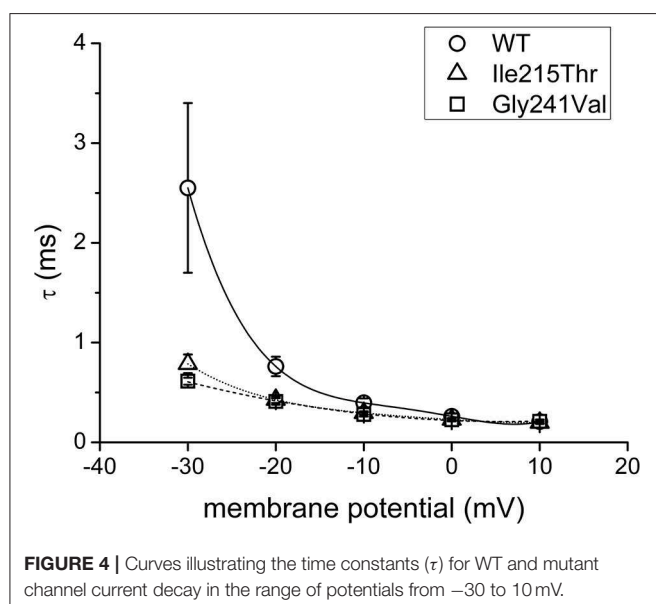 4
3
2
1
0
τ (ms)
WT
Ile215Thr
Gly241Val
-40 -30 -20 -10 0 10 20
membrane potential (mV)
FIGURE 4 | Curves illustrating the time constants (τ) for WT and mutant
channel current decay in the range of potentials from −30 to 10 mV.